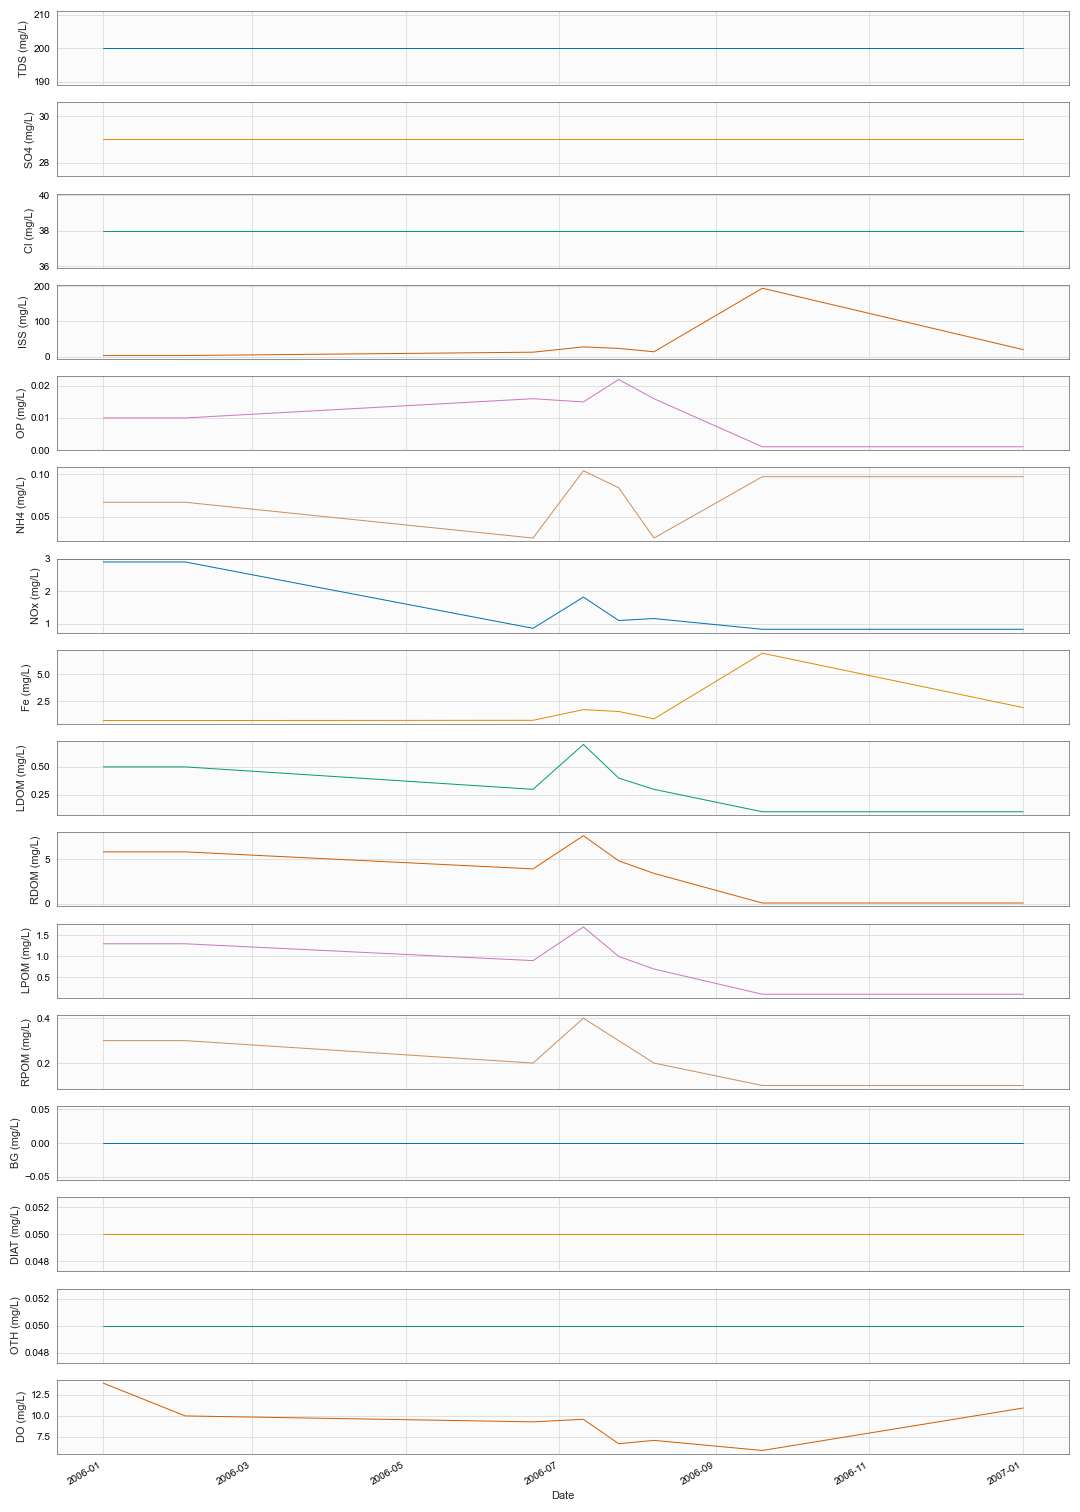 TDS (mg/L)
210
200
190
SO4 (mg/L)
30
28
Cl (mg/L)
40
38
36
ISS (mg/L)
200
100
0
OP (mg/L)
0.02
0.01
0.00
NH4 (mg/L)
0.10
0.05
NOx (mg/L)
3
2
1
Fe (mg/L)
5.0
2.5
LDOM (mg/L)
0.50
0.25
RDOM (mg/L)
5
0
LPOM (mg/L)
1.5
1.0
0.5
RPOM (mg/L)
0.4
0.2
BG (mg/L)
0.05
0.00
−0.05
DIAT (mg/L)
0.052
0.050
0.048
OTH (mg/L)
0.052
0.050
0.048
DO (mg/L)
12.5
10.0
7.5
2006-01 2006-03 2006-05 2006-07 2006-09 2006-11 2007-01
Date